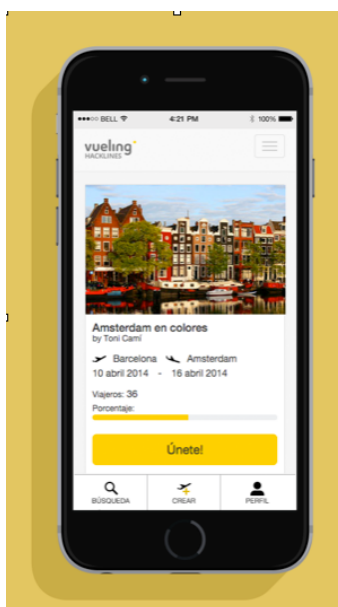 BELL 4:21 PM 100%
vueling
HACKLINES
Amsterdam en colores
by Toni Camí
Barcelona Amsterdam
10 abril 2014 - 16 abril 2014
Viajeros: 36
Porcentaje:
Únete!
BÚSQUEDA CREAR PERFIL